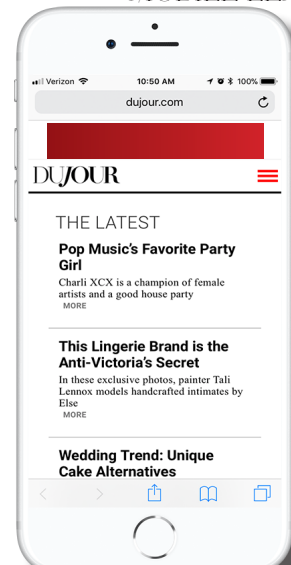 Verizon 10:50 AM 100%
dujour.com
DUJOUR
THE LATEST
Pop Music's Favorite Party
Girl
Charli XCX is a champion of female
artists and a good house party
MORE
This Lingerie Brand is the
Anti-Victoria's Secret
In these exclusive photos, painter Tali
Lennox models handcrafted intimates by
Else
MORE
Wedding Trend: Unique
Cake Alternatives